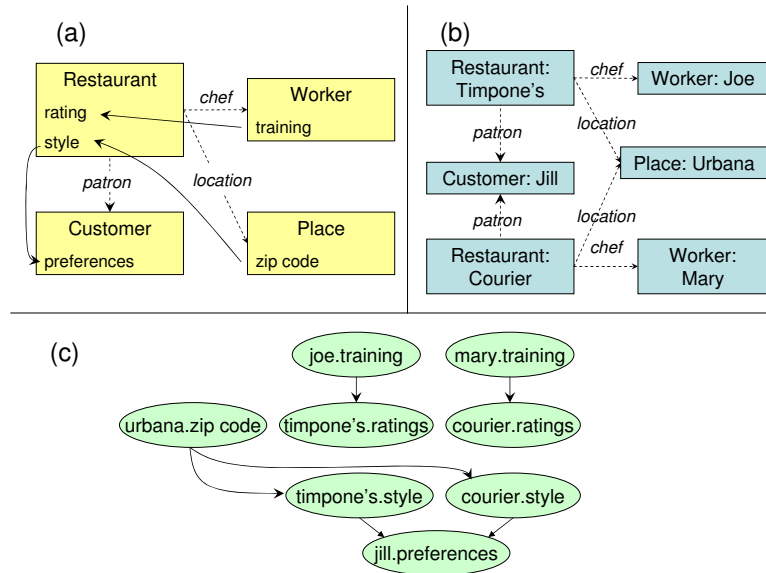 (a)
Restaurant
rating
style
chef
Worker
training
patron
location
Customer
preferences
Place
zip code
(b)
Restaurant:
Timpone's
chef
Worker: Joe
patron
location
Customer: Jill
Place: Urbana
patron
location
Restaurant:
Courier
chef
Worker:
Mary
(c)
joe.training
mary.training
urbana.zip code
timpone's.ratings
courier.ratings
timpone's.style
courier.style
jill.preferences